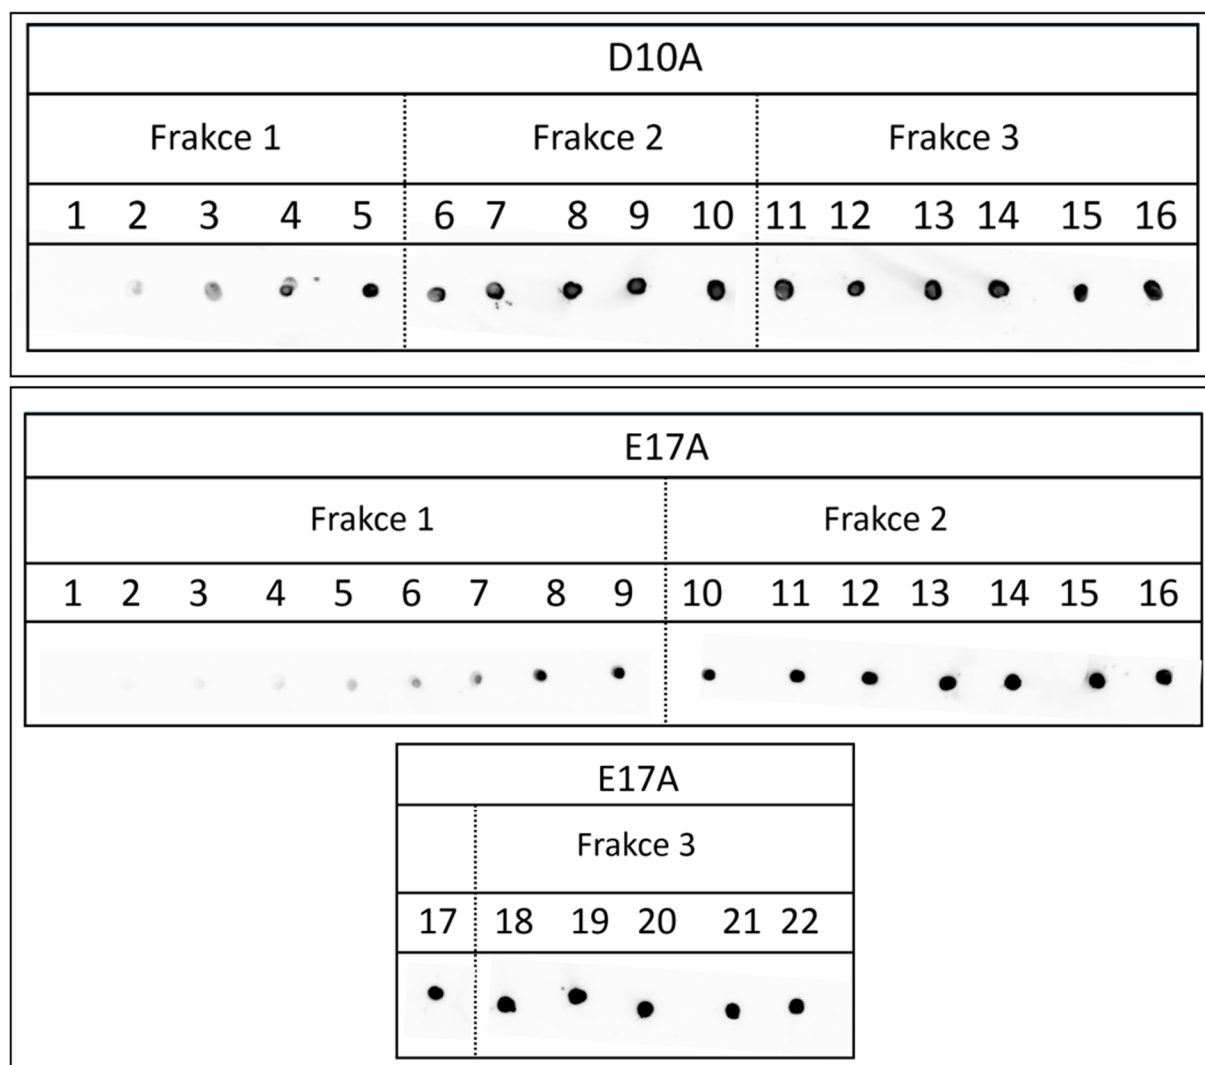 D10A
Frakce 1 Frakce 2 Frakce 3
1 2 3 4 5 6 7 8 9 10 11 12 13 14 15 16
E17A
Frakce 1 Frakce 2
1 2 3 4 5 6 7 8 9 10 11 12 13 14 15 16
E17A
Frakce 3
17 18 19 20 21 22